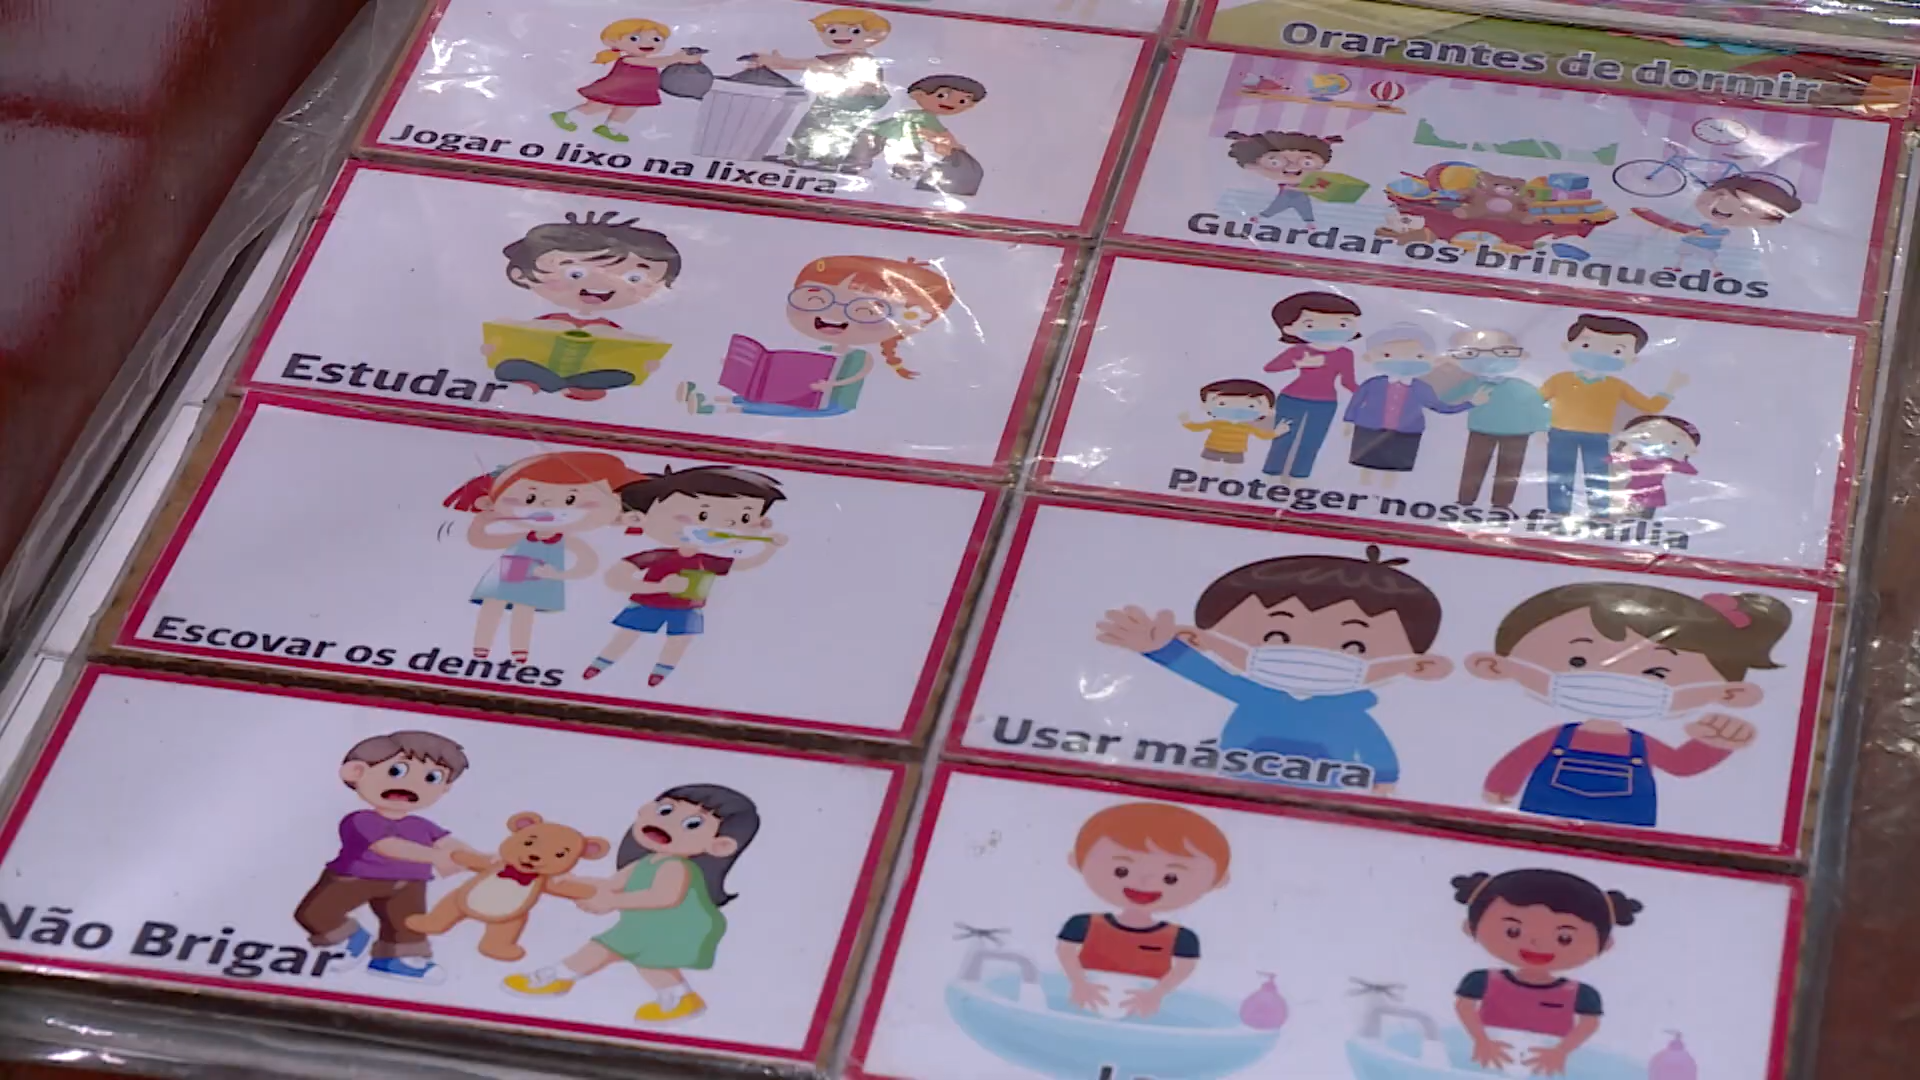 Orar antes de dormir
Jogar o lixo na lixeira
Guardar os brinquedos
Estudar
Proteger nossa família
Escovar os dentes
Usar máscara
Não Brigar